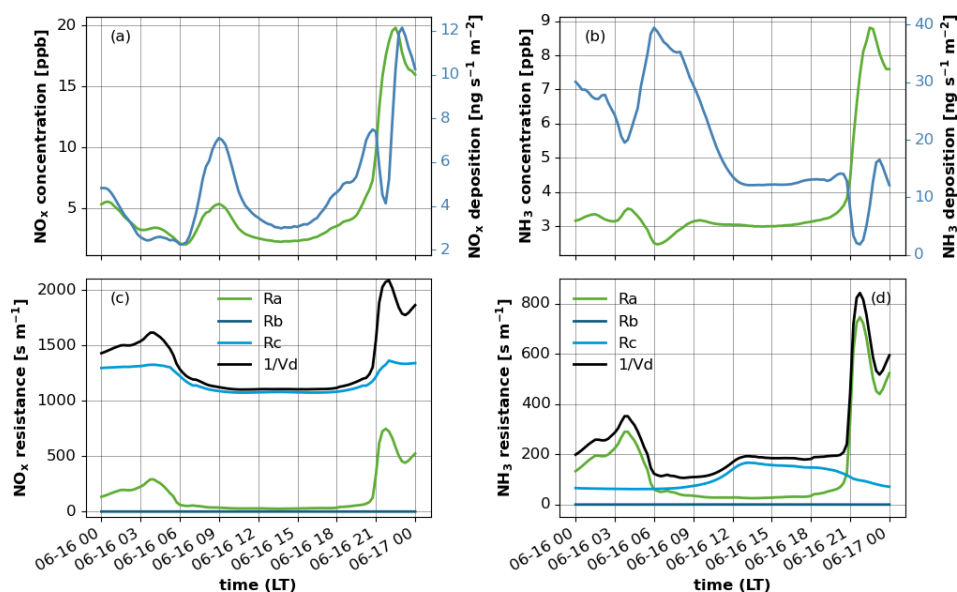 (a)
NOx concentration [ppb]
20
15
10
5
12
10
8
6
4
2
NOx deposition [ng s⁻¹ m⁻²]
(b)
NH3 concentration [ppb]
9
8
7
6
5
4
3
40
30
20
10
0
NH3 deposition [ng s⁻¹ m⁻²]
(c)
NOx resistance [s m⁻¹]
2000
1500
1000
500
0
Ra
Rb
Rc
1/Vd
06-16 00
06-16 03
06-16 06
06-16 09
06-16 12
06-16 15
06-16 18
06-16 21
06-17 00
time (LT)
(d)
NH3 resistance [s m⁻¹]
800
600
400
200
0
Ra
Rb
Rc
1/Vd
06-16 00
06-16 03
06-16 06
06-16 09
06-16 12
06-16 15
06-16 18
06-16 21
06-17 00
time (LT)